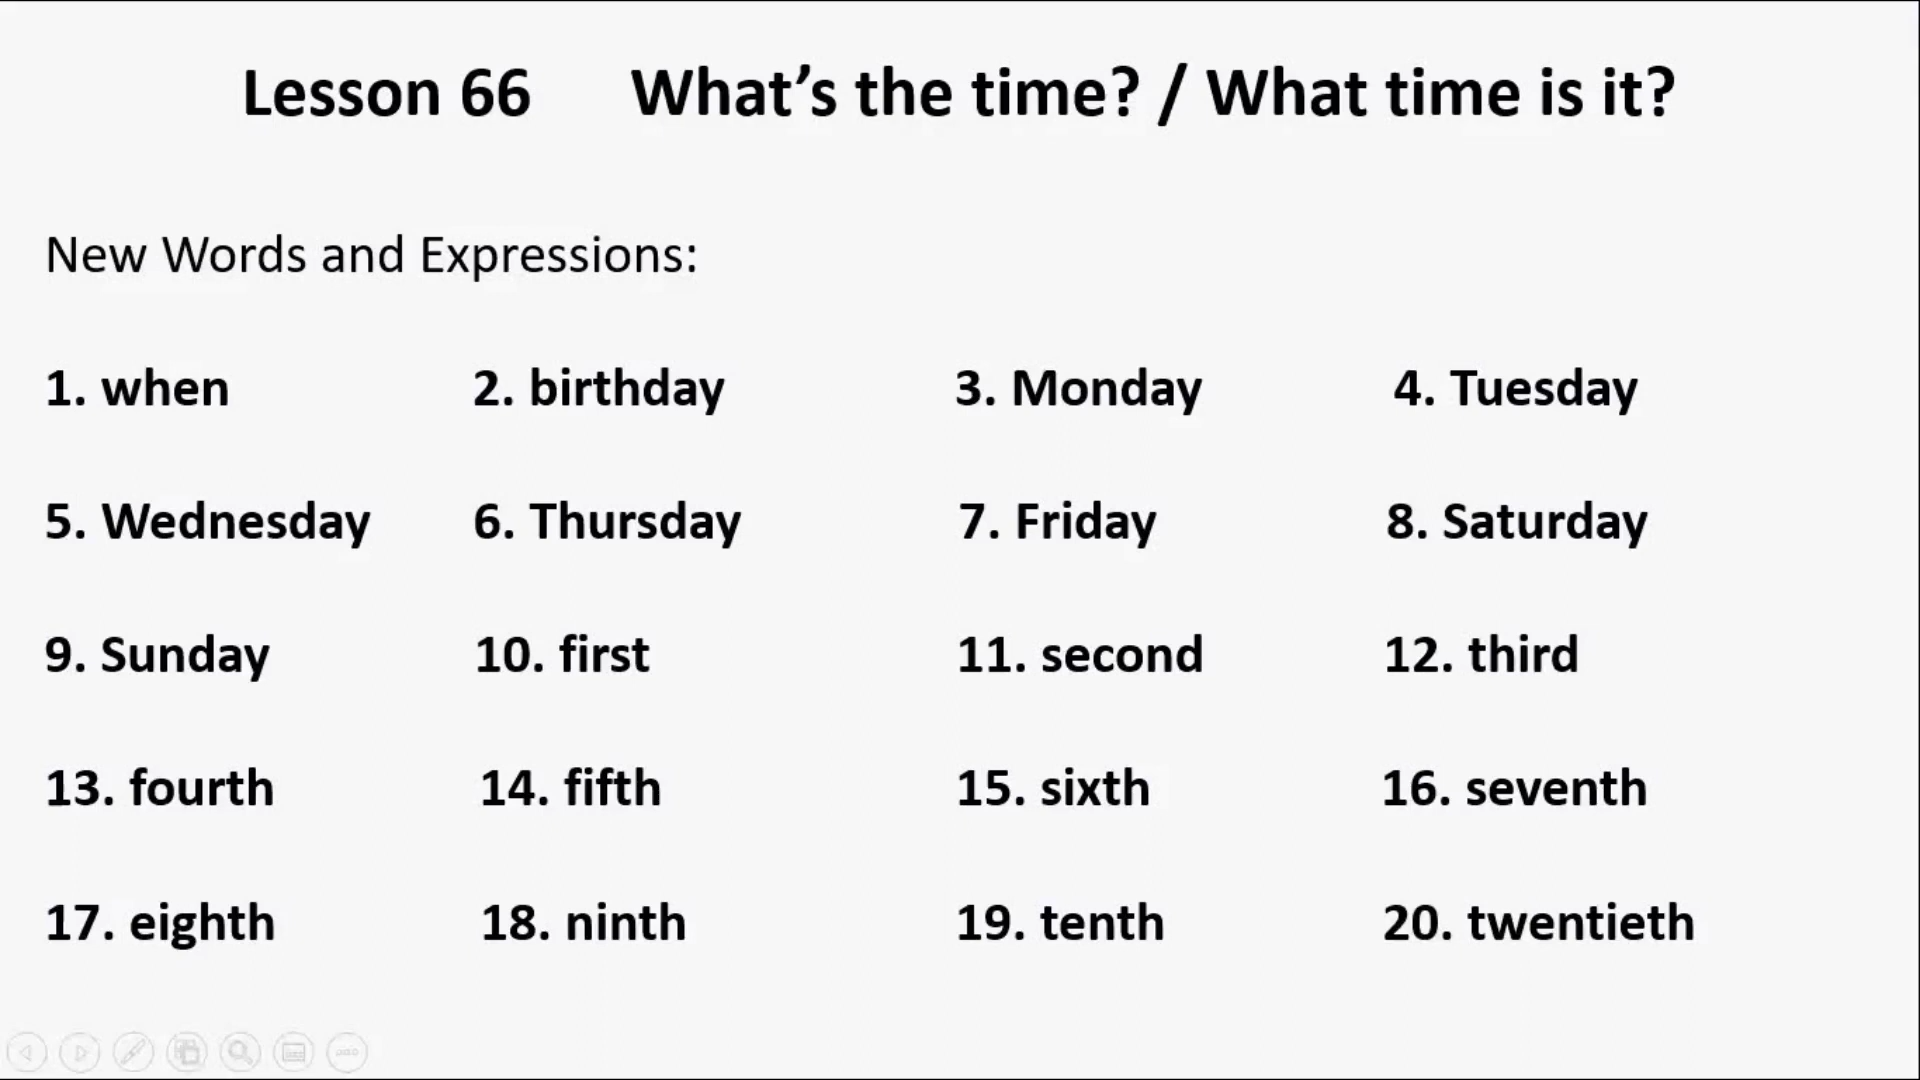 Lesson 66 What’s the time? / What time is it?
New Words and Expressions:
1. when 2. birthday 3. Monday 4. Tuesday
5. Wednesday 6. Thursday 7. Friday 8. Saturday
9. Sunday 10. first 11. second 12. third
13. fourth 14. fifth 15. sixth 16. seventh
17. eighth 18. ninth 19. tenth 20. twentieth